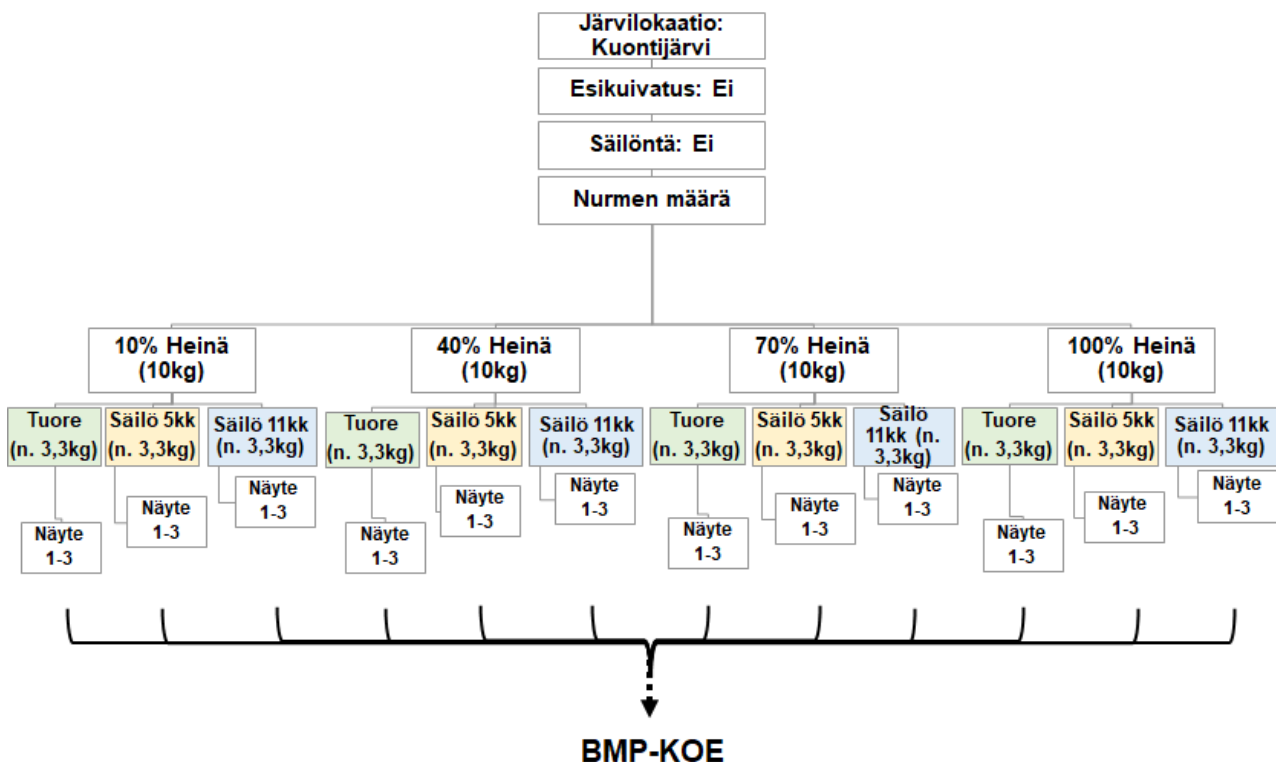 Järvilokaatio:
Kuontijärvi
Esikuivatus: Ei
Säilöntä: Ei
Nurmen määrä
10% Heinä
(10kg)
40% Heinä
(10kg)
70% Heinä
(10kg)
100% Heinä
(10kg)
Tuore
(n. 3,3kg)
Säilö 5kk
(n. 3,3kg)
Säilö 11kk
(n. 3,3kg)
Tuore
(n. 3,3kg)
Säilö 5kk
(n. 3,3kg)
Säilö 11kk
(n. 3,3kg)
Tuore
(n. 3,3kg)
Säilö 5kk
(n. 3,3kg)
Säilö
11kk (n.
3,3kg)
Tuore
(n. 3,3kg)
Säilö 5kk
(n. 3,3kg)
Säilö 11kk
(n. 3,3kg)
Näyte
1-3
Näyte
1-3
Näyte
1-3
Näyte
1-3
Näyte
1-3
Näyte
1-3
Näyte
1-3
Näyte
1-3
Näyte
1-3
Näyte
1-3
Näyte
1-3
Näyte
1-3
BMP-KOE